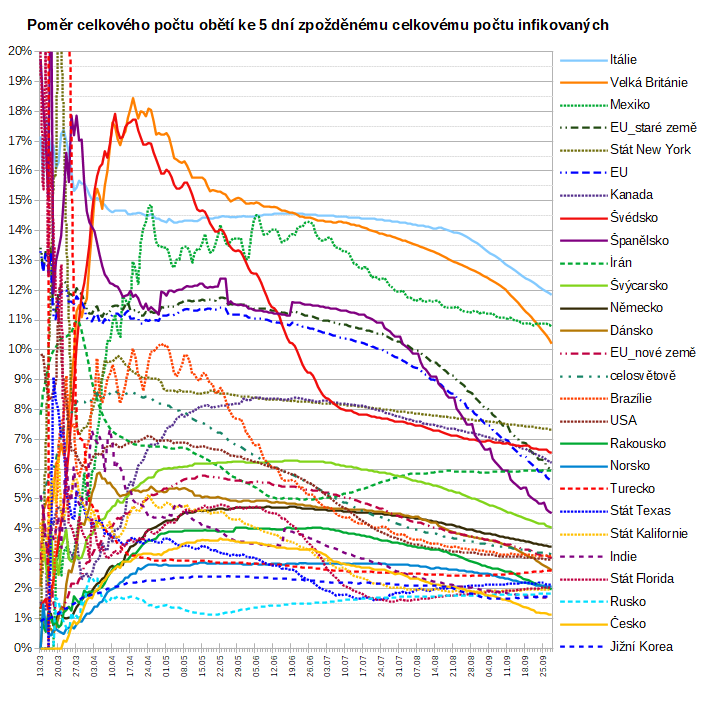 Poměr celkového počtu obětí ke 5 dní zpožděnému celkovému počtu infikovaných
20%
19%
18%
17%
16%
15%
14%
13%
12%
11%
10%
9%
8%
7%
6%
5%
4%
3%
2%
1%
0%
13.03
20.03
27.03
03.04
10.04
17.04
24.04
01.05
08.05
15.05
22.05
29.05
05.06
12.06
19.06
26.06
03.07
10.07
17.07
24.07
31.07
07.08
14.08
21.08
28.08
04.09
11.09
18.09
25.09
Itálie
Velká Británie
Mexiko
EU_staré země
Stát New York
EU
Kanada
Švédsko
Španělsko
Írán
Švýcarsko
Německo
Dánsko
EU_nové země
celosvětově
Brazílie
USA
Rakousko
Norsko
Turecko
Stát Texas
Stát Kalifornie
Indie
Stát Florida
Rusko
Česko
Jižní Korea